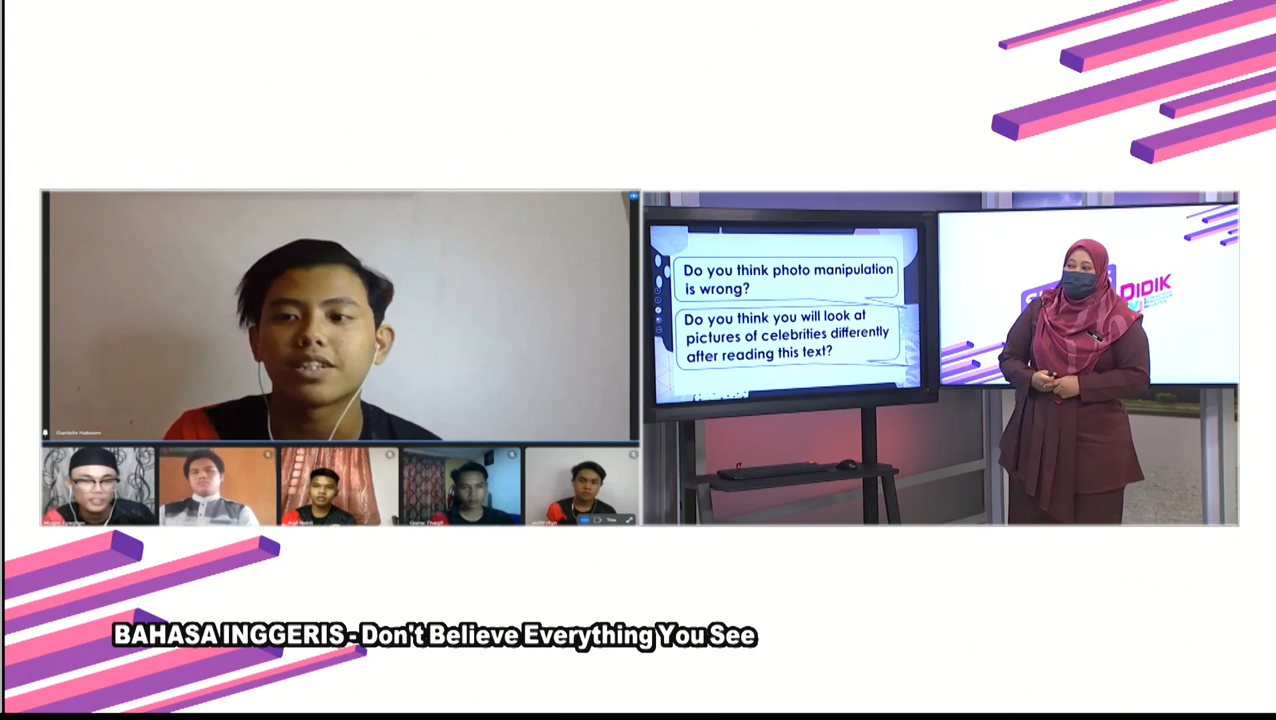 Do you think photo manipulation
is wrong?
Do you think you will look at
pictures of celebrities differently
after reading this text?
DIDIK
BAHASA INGGERIS - Don't Believe Everything You See